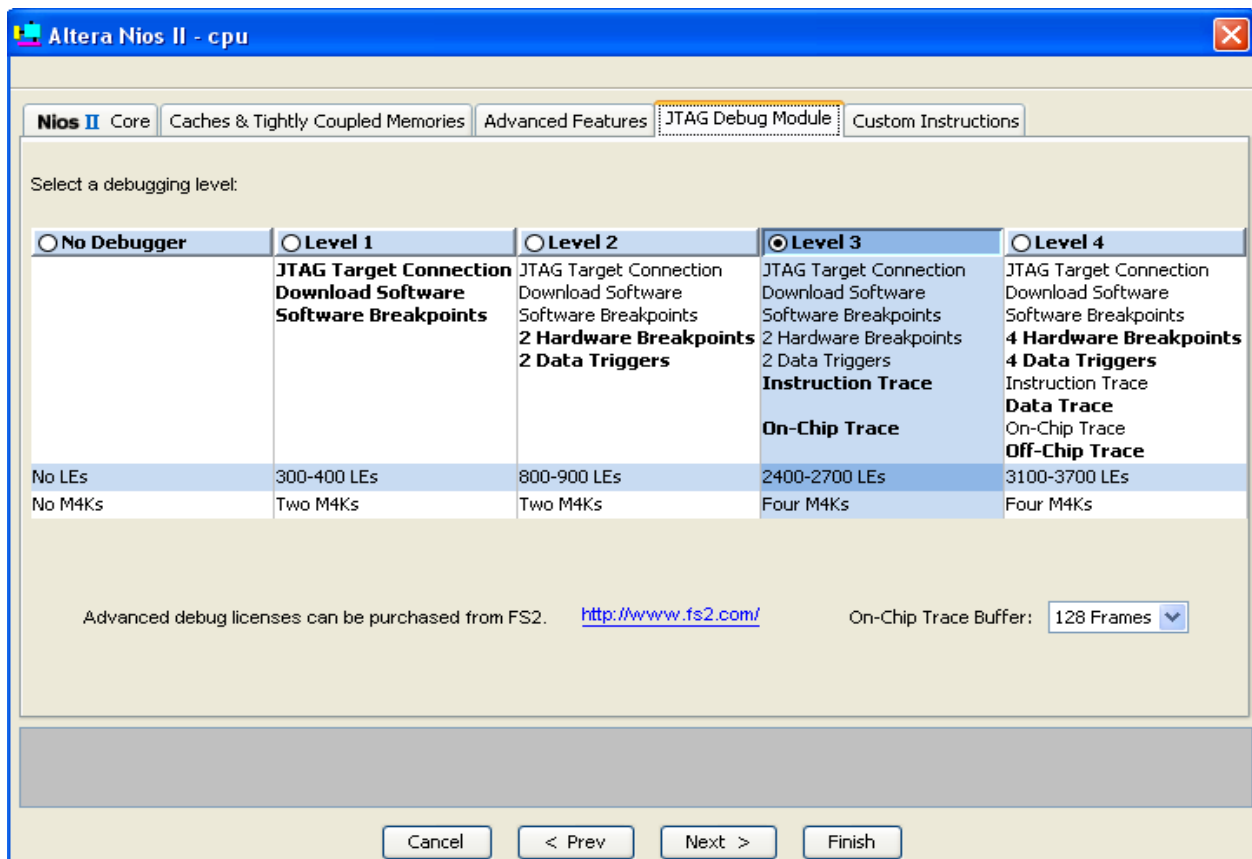 Altera Nios II - cpu
Nios II Core Caches & Tightly Coupled Memories Advanced Features JTAG Debug Module Custom Instructions
Select a debugging level:
No Debugger Level 1 Level 2 Level 3 Level 4
JTAG Target Connection JTAG Target Connection JTAG Target Connection JTAG Target Connection
Download Software Download Software Download Software Download Software
Software Breakpoints Software Breakpoints Software Breakpoints Software Breakpoints
2 Hardware Breakpoints 2 Hardware Breakpoints 4 Hardware Breakpoints
2 Data Triggers 2 Data Triggers 4 Data Triggers
Instruction Trace Instruction Trace
Data Trace
On-Chip Trace On-Chip Trace
Off-Chip Trace
No LEs 300-400 LEs 800-900 LEs 2400-2700 LEs 3100-3700 LEs
No M4Ks Two M4Ks Two M4Ks Four M4Ks Four M4Ks
Advanced debug licenses can be purchased from FS2. http://www.fs2.com/ On-Chip Trace Buffer: 128 Frames
Cancel < Prev Next > Finish